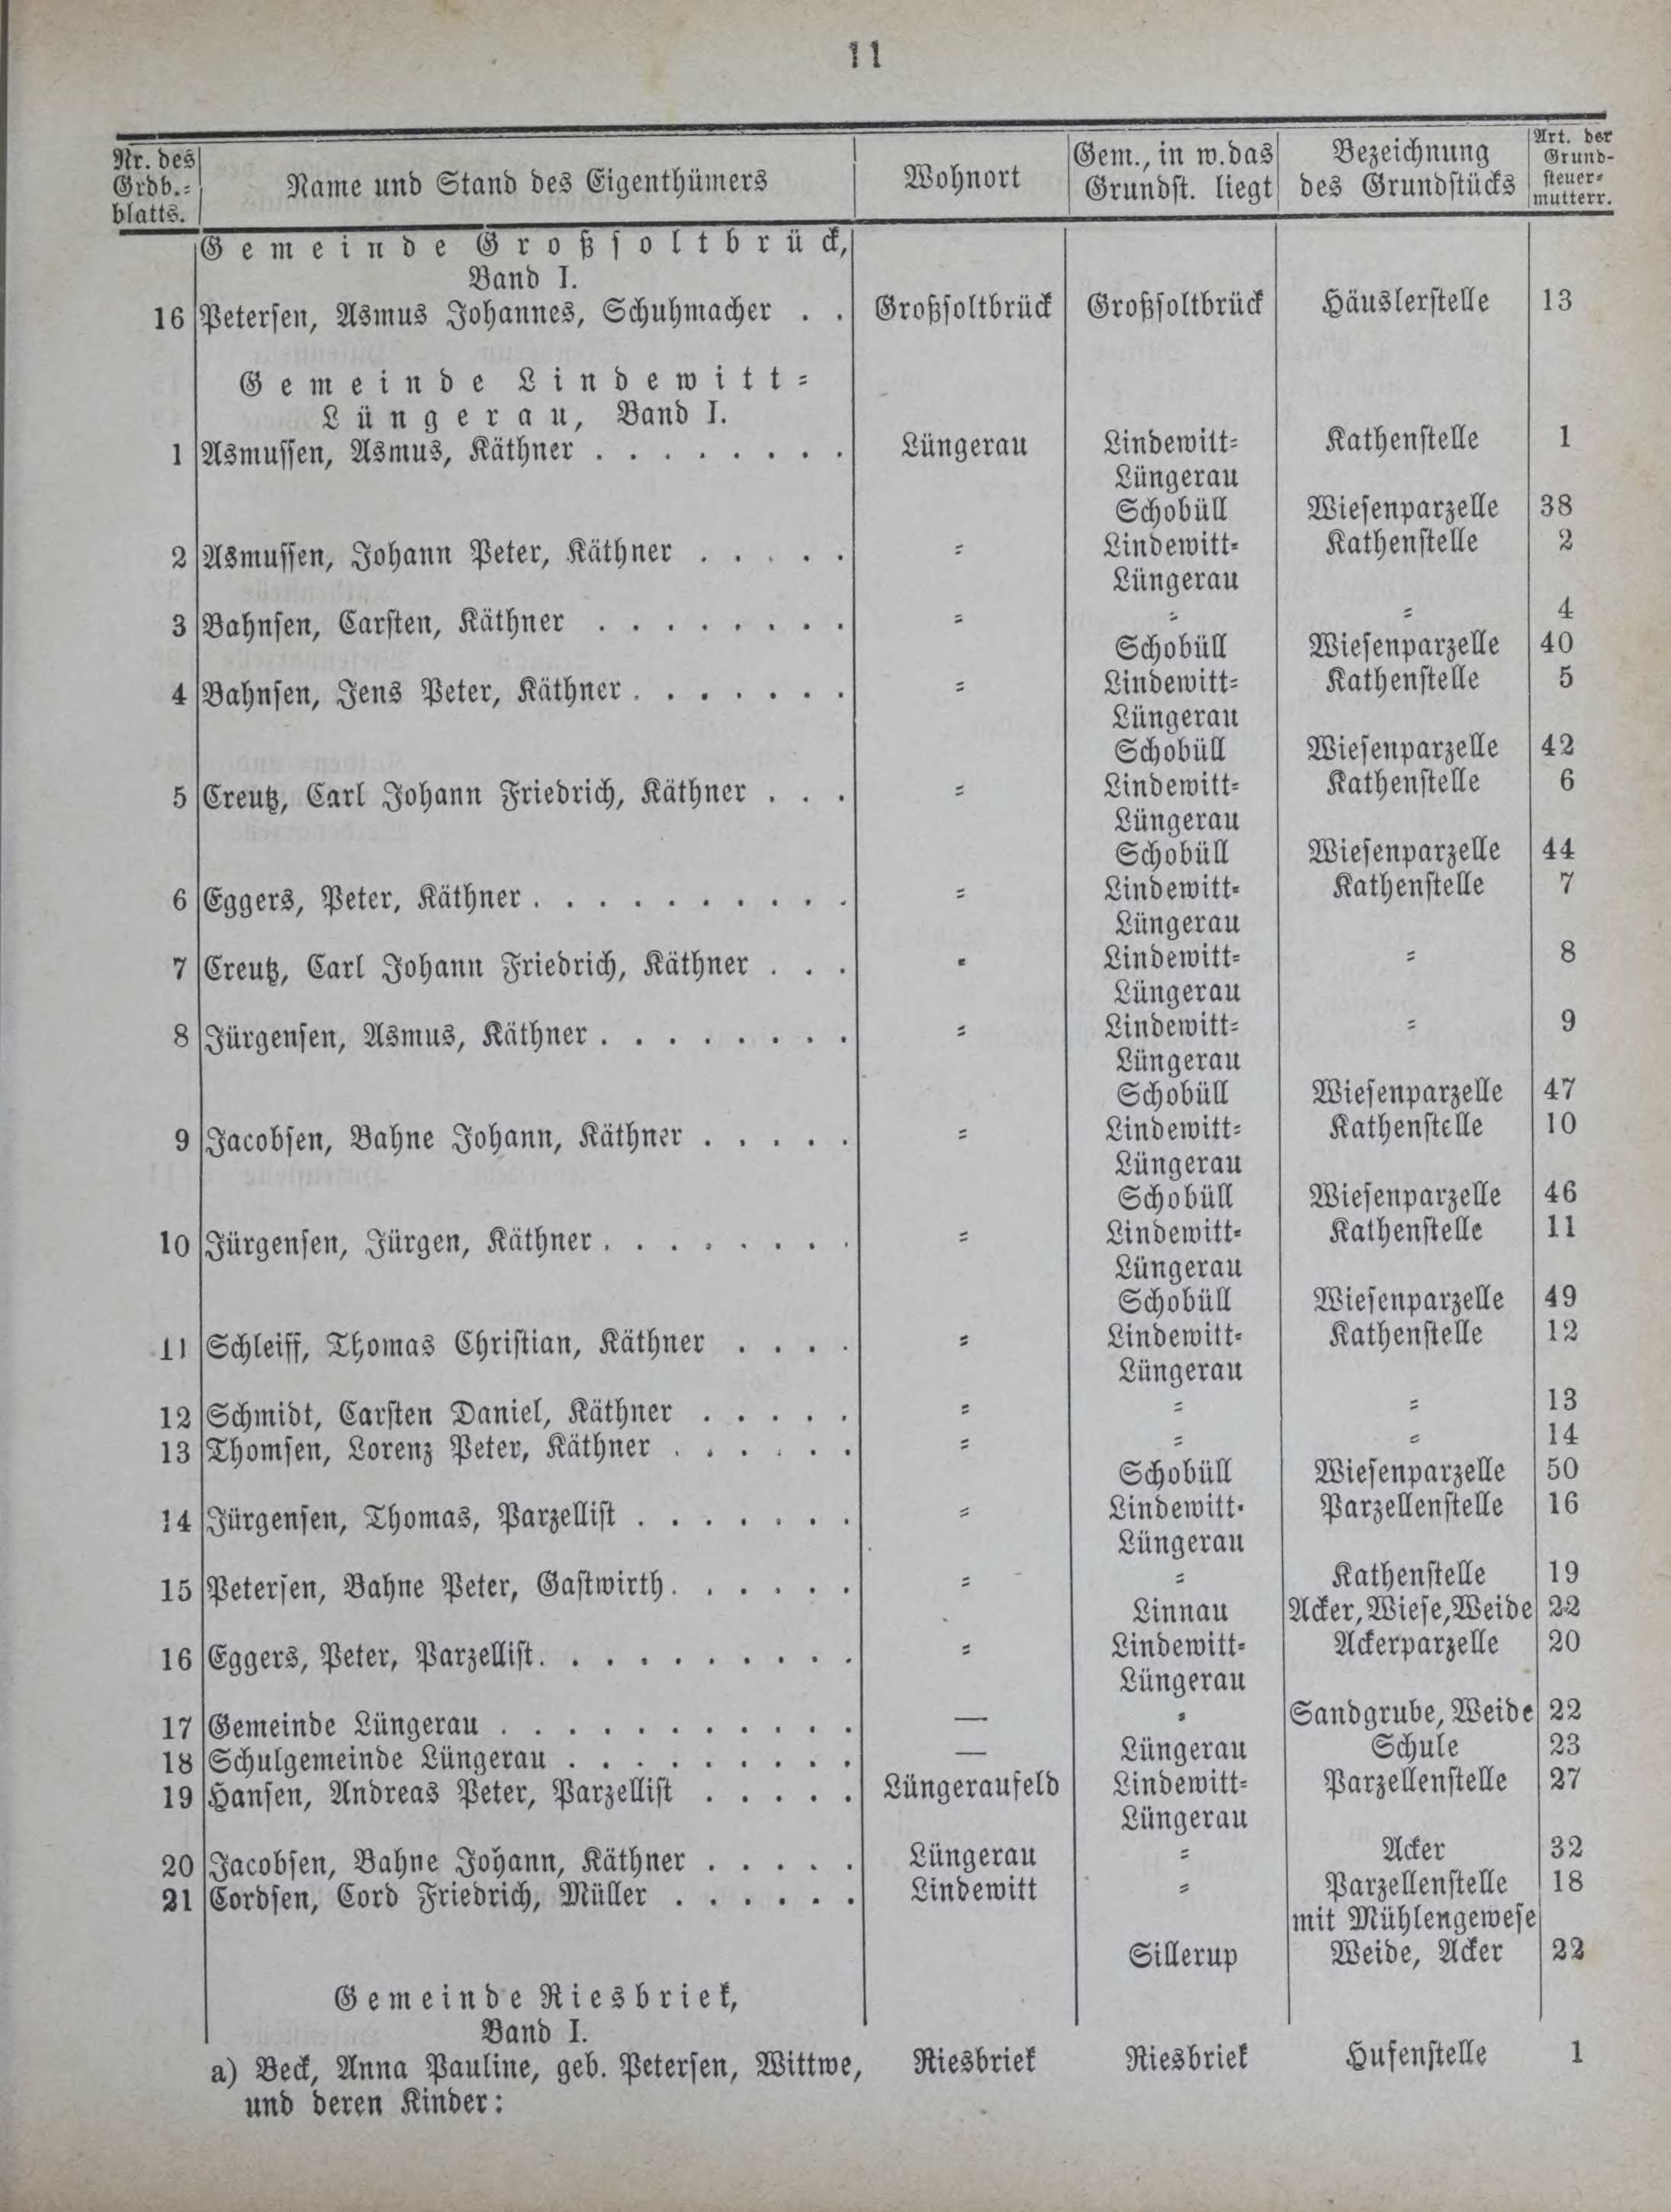 11
Nr. des Grdb.= blatts. | Name und Stand des Eigenthümers | Wohnort | Gem., in w. das Grundst. liegt | Bezeichnung des Grundstücks | Art. der Grund- steuer= mutterr.
Gemeinde Großsoltbrück,
Band I.
16 Petersen, Asmus Johannes, Schuhmacher . . Großsoltbrück Großsoltbrück Häuslerstelle 13
Gemeinde Lindewitt=
Lüngerau, Band I.
1 Asmussen, Asmus, Käthner . . . . . . . . Lüngerau Lindewitt= Kathenstelle 1
Lüngerau
Schobüll Wiesenparzelle 38
2 Asmussen, Johann Peter, Käthner . . . . . = Lindewitt= Kathenstelle 2
Lüngerau
3 Bahnsen, Carsten, Käthner . . . . . . . . = = = 4
Schobüll Wiesenparzelle 40
4 Bahnsen, Jens Peter, Käthner . . . . . . . = Lindewitt= Kathenstelle 5
Lüngerau
Schobüll Wiesenparzelle 42
5 Creutz, Carl Johann Friedrich, Käthner . . . = Lindewitt= Kathenstelle 6
Lüngerau
Schobüll Wiesenparzelle 44
6 Eggers, Peter, Käthner . . . . . . . . . . = Lindewitt= Kathenstelle 7
Lüngerau
7 Creutz, Carl Johann Friedrich, Käthner . . . = Lindewitt= = 8
Lüngerau
8 Jürgensen, Asmus, Käthner . . . . . . . . = Lindewitt= = 9
Lüngerau
Schobüll Wiesenparzelle 47
9 Jacobsen, Bahne Johann, Käthner . . . . . = Lindewitt= Kathenstelle 10
Lüngerau
Schobüll Wiesenparzelle 46
10 Jürgensen, Jürgen, Käthner . . . . . . . . = Lindewitt= Kathenstelle 11
Lüngerau
Schobüll Wiesenparzelle 49
11 Schleiff, Thomas Christian, Käthner . . . . = Lindewitt= Kathenstelle 12
Lüngerau
12 Schmidt, Carsten Daniel, Käthner . . . . . = = = 13
13 Thomsen, Lorenz Peter, Käthner . . . . . . = = = 14
Schobüll Wiesenparzelle 50
14 Jürgensen, Thomas, Parzellist . . . . . . . = Lindewitt= Parzellenstelle 16
Lüngerau
15 Petersen, Bahne Peter, Gastwirth . . . . . . = = Kathenstelle 19
Linnau Acker, Wiese, Weide 22
16 Eggers, Peter, Parzellist . . . . . . . . . . = Lindewitt= Ackerparzelle 20
Lüngerau
17 Gemeinde Lüngerau . . . . . . . . . . . — = Sandgrube, Weide 22
18 Schulgemeinde Lüngerau . . . . . . . . . — Lüngerau Schule 23
19 Hansen, Andreas Peter, Parzellist . . . . . Lüngeraufeld Lindewitt= Parzellenstelle 27
Lüngerau
20 Jacobsen, Bahne Johann, Käthner . . . . . Lüngerau = Acker 32
21 Cordsen, Cord Friedrich, Müller . . . . . . Lindewitt = Parzellenstelle 18
mit Mühlengewese
Sillerup Weide, Acker 22
Gemeinde Riesbriek,
Band I.
a) Beck, Anna Pauline, geb. Petersen, Wittwe, Riesbriek Riesbriek Hufenstelle 1
und deren Kinder: